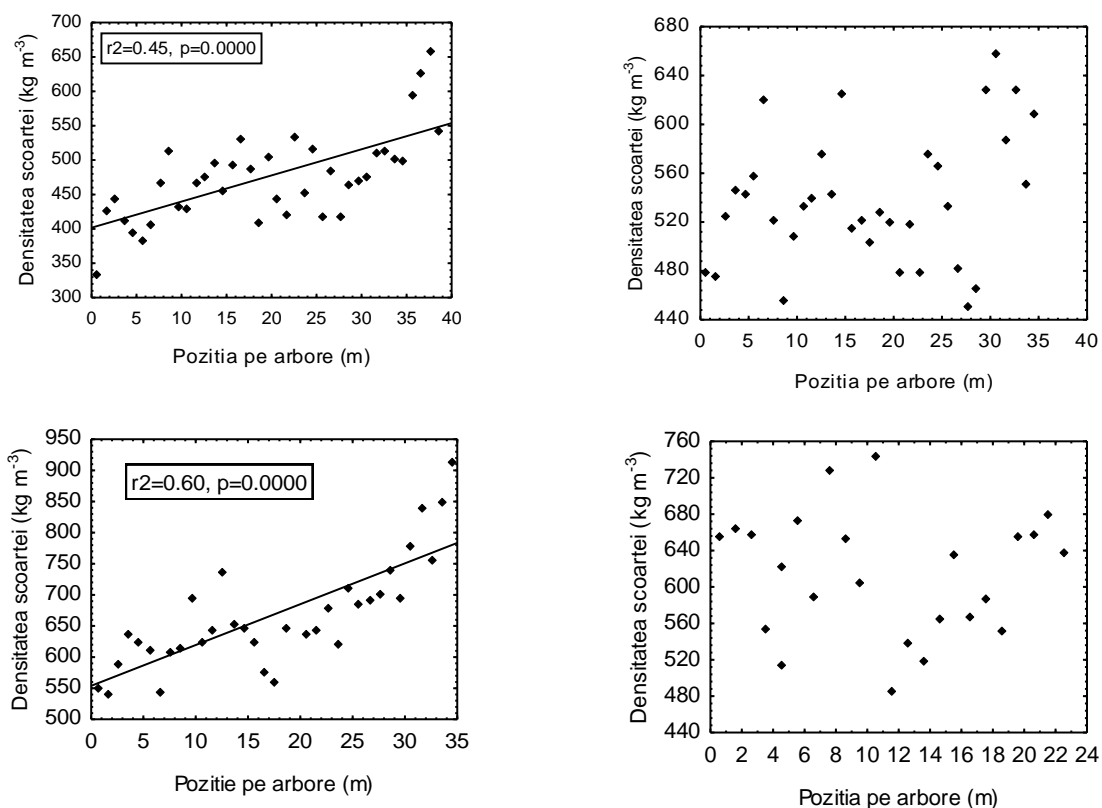 Densitatea scoartei (kg m-3)
700
650
600
550
500
450
400
350
300
r2=0.45, p=0.0000
0 5 10 15 20 25 30 35 40
Pozitia pe arbore (m)
Densitatea scoartei (kg m-3)
680
640
600
560
520
480
440
0 5 10 15 20 25 30 35 40
Pozitia pe arbore (m)
Densitatea scoartei (kg m-3)
950
900
850
800
750
700
650
600
550
500
r2=0.60, p=0.0000
0 5 10 15 20 25 30 35
Pozitie pe arbore (m)
Densitatea scoartei (kg m-3)
760
720
680
640
600
560
520
480
440
0 2 4 6 8 10 12 14 16 18 20 22 24
Pozitia pe arbore (m)